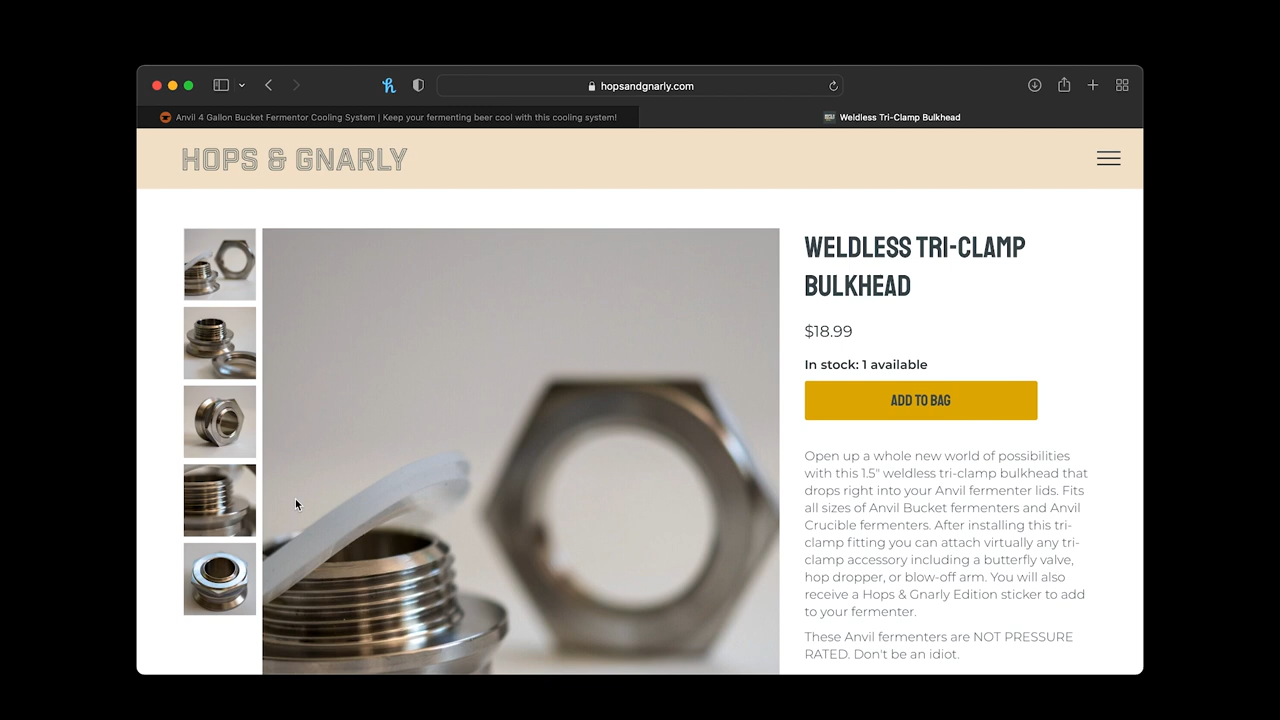 hopsandgnarly.com
Anvil 4 Gallon Bucket Fermentor Cooling System | Keep your fermenting beer cool with this cooling system!
Weldless Tri-Clamp Bulkhead
HOPS & GNARLY
WELDLESS TRI-CLAMP
BULKHEAD
$18.99
In stock: 1 available
ADD TO BAG
Open up a whole new world of possibilities
with this 1.5" weldless tri-clamp bulkhead that
drops right into your Anvil fermenter lids. Fits
all sizes of Anvil Bucket fermenters and Anvil
Crucible fermenters. After installing this tri-
clamp fitting you can attach virtually any tri-
clamp accessory including a butterfly valve,
hop dropper, or blow-off arm. You will also
receive a Hops & Gnarly Edition sticker to add
to your fermenter.
These Anvil fermenters are NOT PRESSURE
RATED. Don't be an idiot.